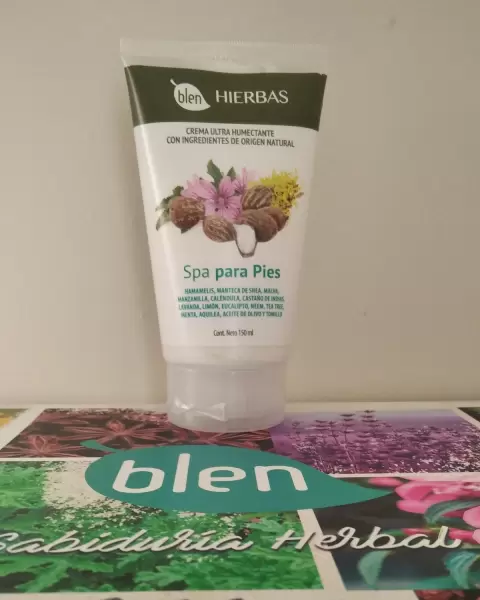 blen HIERBAS
CREMA ULTRA HUMECTANTE
CON INGREDIENTES DE ORIGEN NATURAL
Spa para Pies
HAMAMELIS, MANTECA DE SHEA, MALVA,
MANZANILLA, CALÉNDULA, CASTAÑO DE INDIAS,
LAVANDA, LIMÓN, EUCALIPTO, NEEM, TEA TREE,
MENTA, AQUILEA, ACEITE DE OLIVO Y TOMILLO
Cont. Neto 150 ml
blen
Sabiduría Herbal